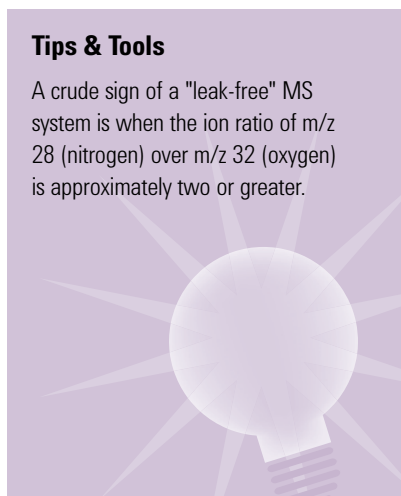 Tips & Tools
A crude sign of a "leak-free" MS
system is when the ion ratio of m/z
28 (nitrogen) over m/z 32 (oxygen)
is approximately two or greater.